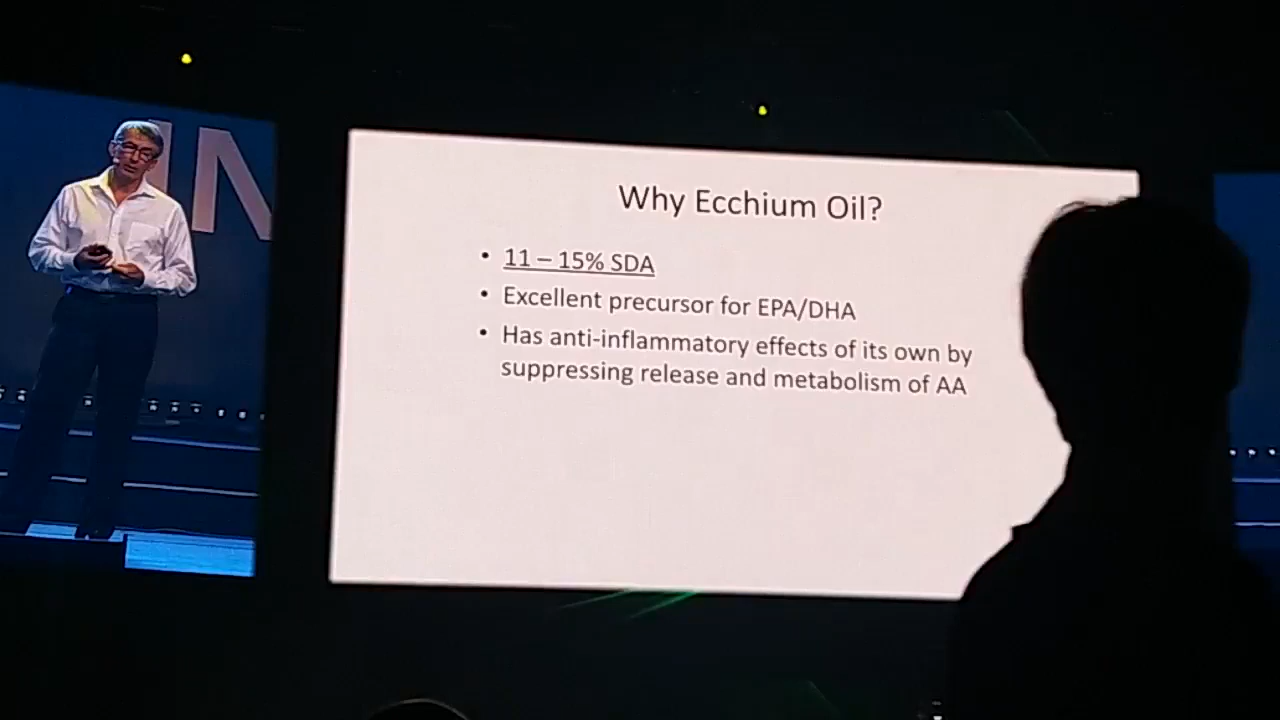 IN
Why Ecchium Oil?
• 11 – 15% SDA
• Excellent precursor for EPA/DHA
• Has anti-inflammatory effects of its own by
suppressing release and metabolism of AA